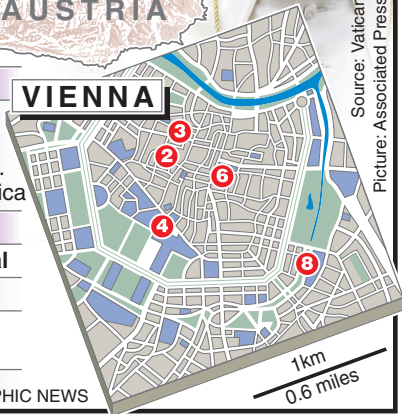 AUSTRIA
VIENNA
3
2
6
4
8
ica
l
1km
0.6 miles
PHIC NEWS
Source: Vatican
Picture: Associated Press